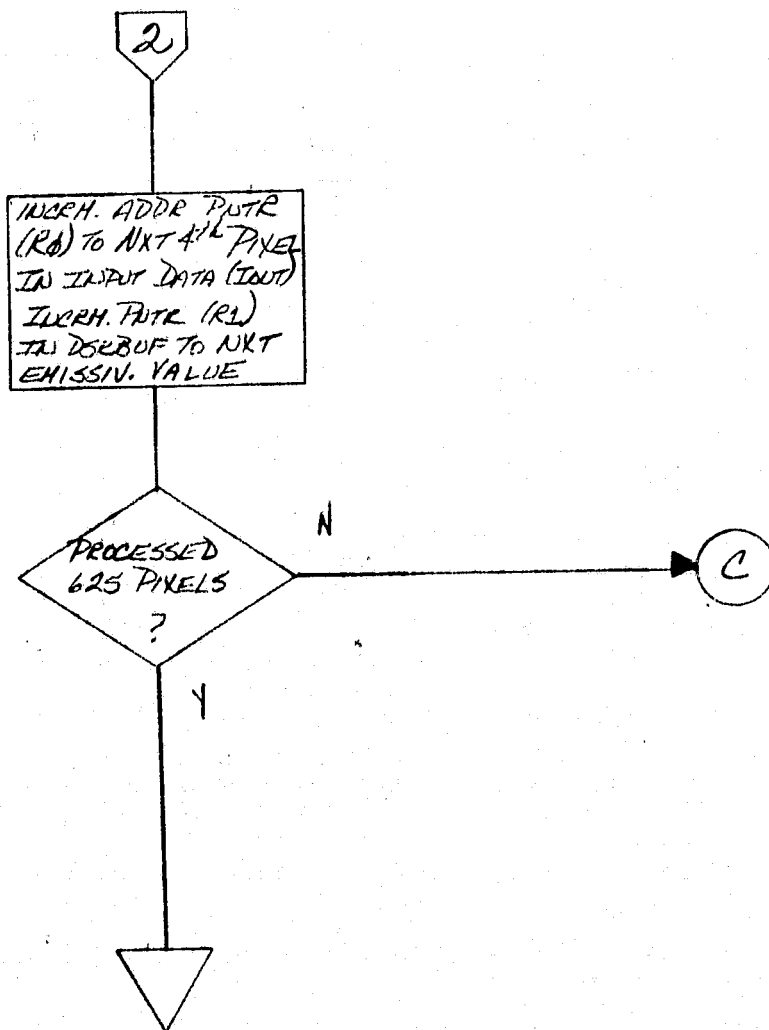 2
INCRM. ADDR PNTR
(RØ) TO NXT 4th PIXEL
IN INPUT DATA (IOUT)
INCRM. PNTR (R1)
IN DSKBUF TO NXT
EMISSIV. VALUE
N
PROCESSED
625 PIXELS
?
C
Y